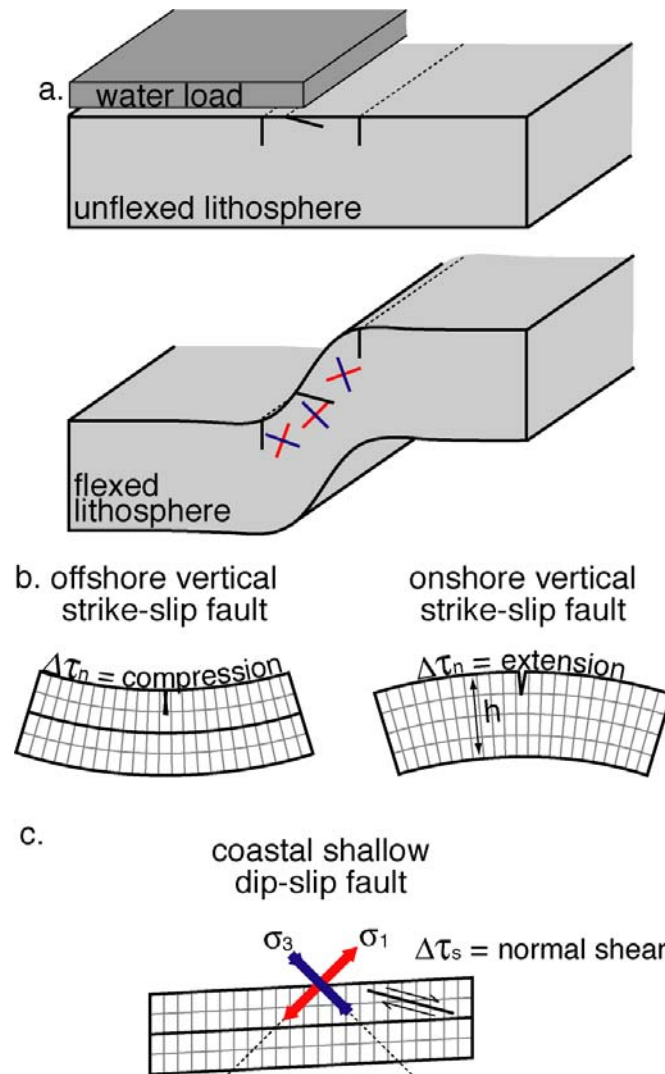 a.
water load
unflexed lithosphere
flexed
lithosphere
b. offshore vertical
strike-slip fault
onshore vertical
strike-slip fault
Δτn = compression
Δτn = extension
h
c.
coastal shallow
dip-slip fault
σ3
σ1
Δτs = normal shear